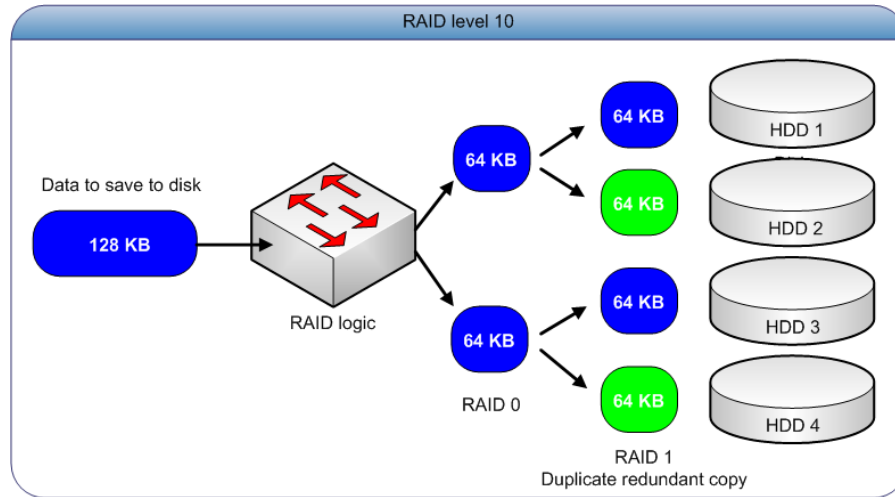 RAID level 10
Data to save to disk
128 KB
RAID logic
64 KB
64 KB
RAID 0
64 KB
64 KB
64 KB
64 KB
RAID 1
Duplicate redundant copy
HDD 1
HDD 2
HDD 3
HDD 4